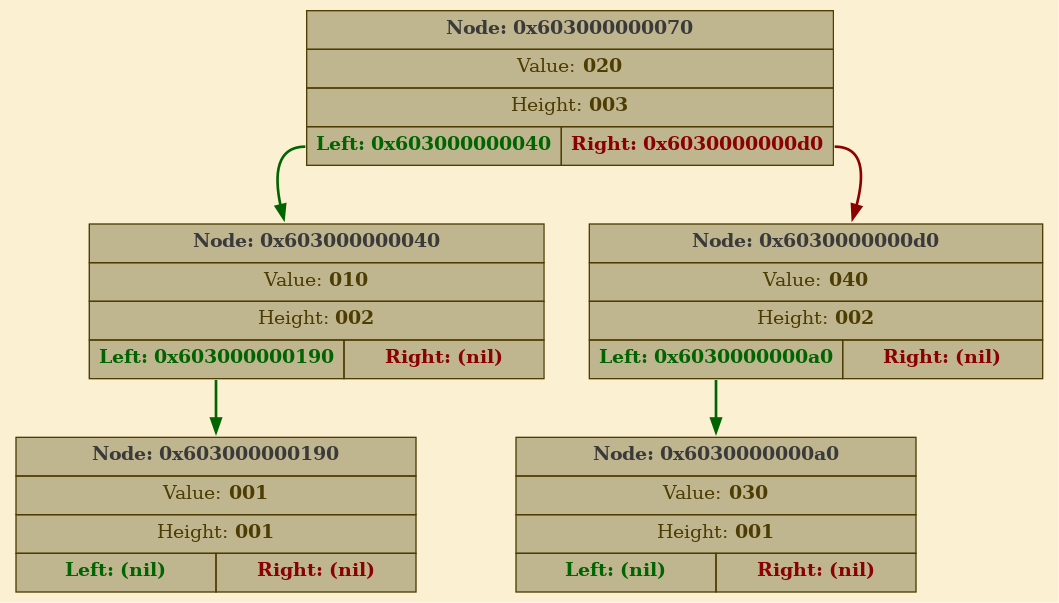 Node: 0x603000000070
Value: 020
Height: 003
Left: 0x603000000040 Right: 0x6030000000d0
Node: 0x603000000040
Value: 010
Height: 002
Left: 0x603000000190 Right: (nil)
Node: 0x6030000000d0
Value: 040
Height: 002
Left: 0x6030000000a0 Right: (nil)
Node: 0x603000000190
Value: 001
Height: 001
Left: (nil) Right: (nil)
Node: 0x6030000000a0
Value: 030
Height: 001
Left: (nil) Right: (nil)